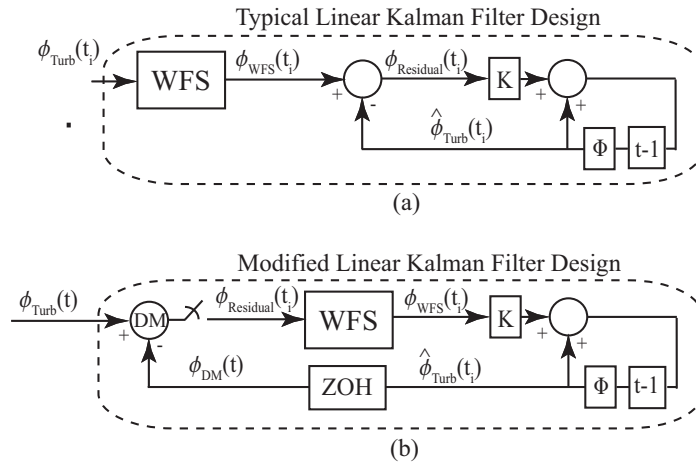 Typical Linear Kalman Filter Design
ϕTurb(ti)
WFS
ϕWFS(ti)
+
-
ϕResidual(ti)
K
+
+
ϕ̂Turb(ti)
Φ
t-1
(a)
Modified Linear Kalman Filter Design
ϕTurb(t)
+
DM
-
ϕResidual(ti)
WFS
ϕWFS(ti)
K
+
+
ϕDM(t)
ZOH
ϕ̂Turb(ti)
Φ
t-1
(b)